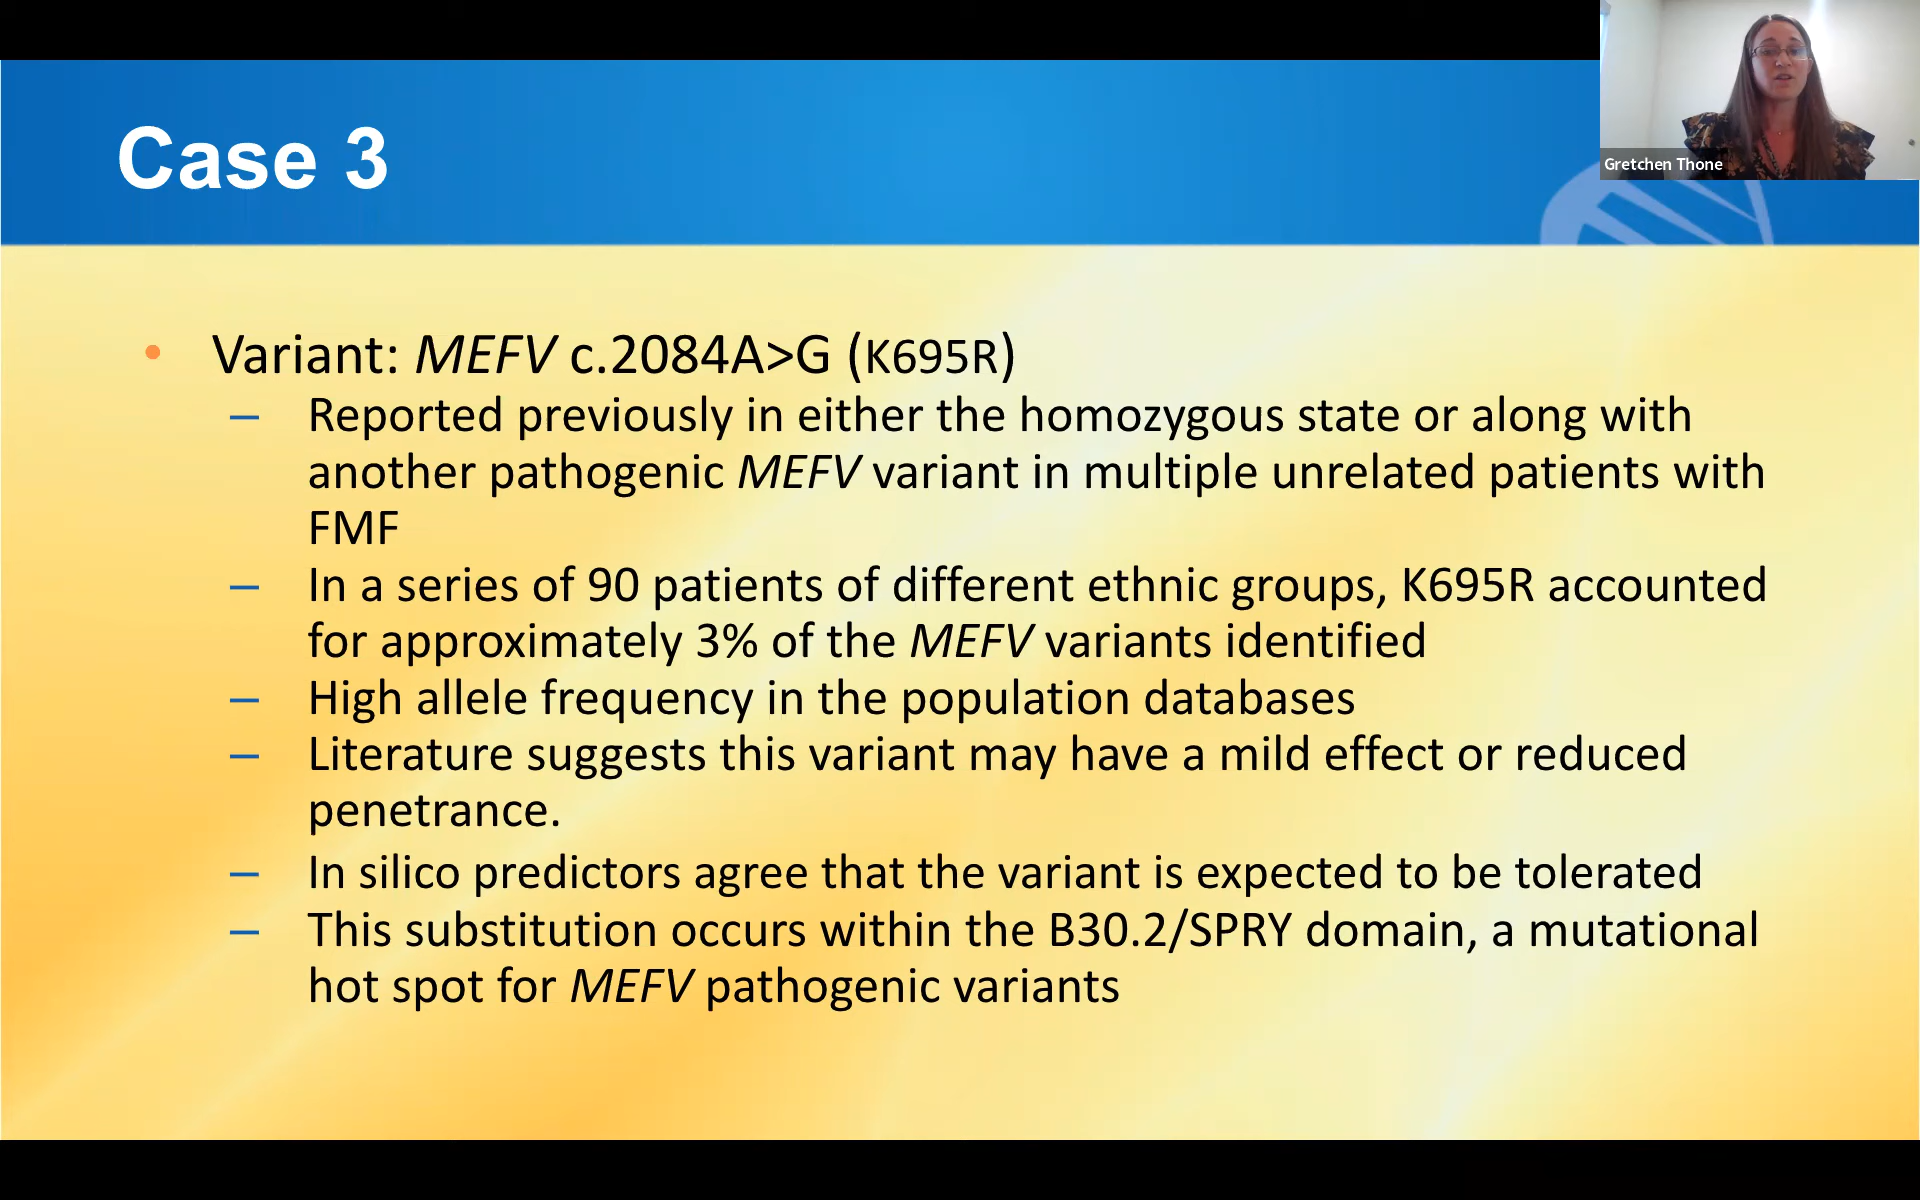 Case 3
Gretchen Thone
• Variant: MEFV c.2084A>G (K695R)
– Reported previously in either the homozygous state or along with
another pathogenic MEFV variant in multiple unrelated patients with
FMF
– In a series of 90 patients of different ethnic groups, K695R accounted
for approximately 3% of the MEFV variants identified
– High allele frequency in the population databases
– Literature suggests this variant may have a mild effect or reduced
penetrance.
– In silico predictors agree that the variant is expected to be tolerated
– This substitution occurs within the B30.2/SPRY domain, a mutational
hot spot for MEFV pathogenic variants